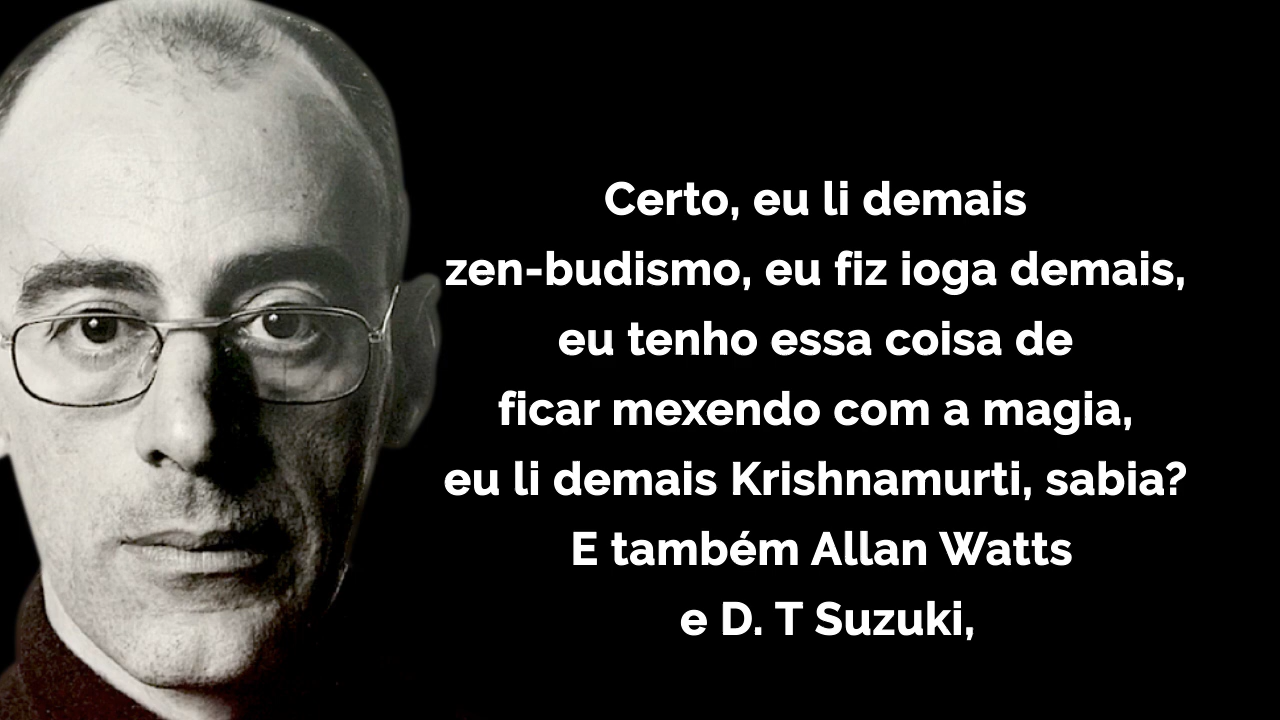 Certo, eu li demais
zen-budismo, eu fiz ioga demais,
eu tenho essa coisa de
ficar mexendo com a magia,
eu li demais Krishnamurti, sabia?
E também Allan Watts
e D. T Suzuki,